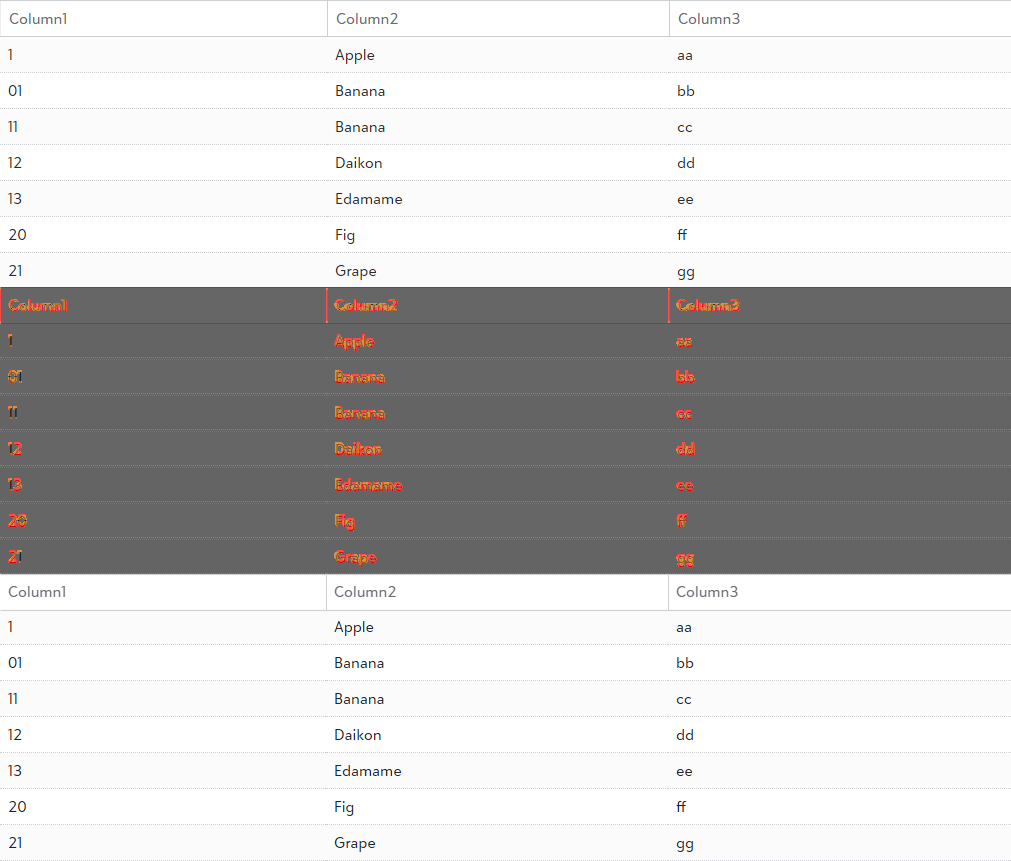 Column1 Column2 Column3
1 Apple aa
01 Banana bb
11 Banana cc
12 Daikon dd
13 Edamame ee
20 Fig ff
21 Grape gg
Column1 Column2 Column3
1 Apple aa
01 Banana bb
11 Banana cc
12 Daikon dd
13 Edamame ee
20 Fig ff
21 Grape gg
Column1 Column2 Column3
1 Apple aa
01 Banana bb
11 Banana cc
12 Daikon dd
13 Edamame ee
20 Fig ff
21 Grape gg